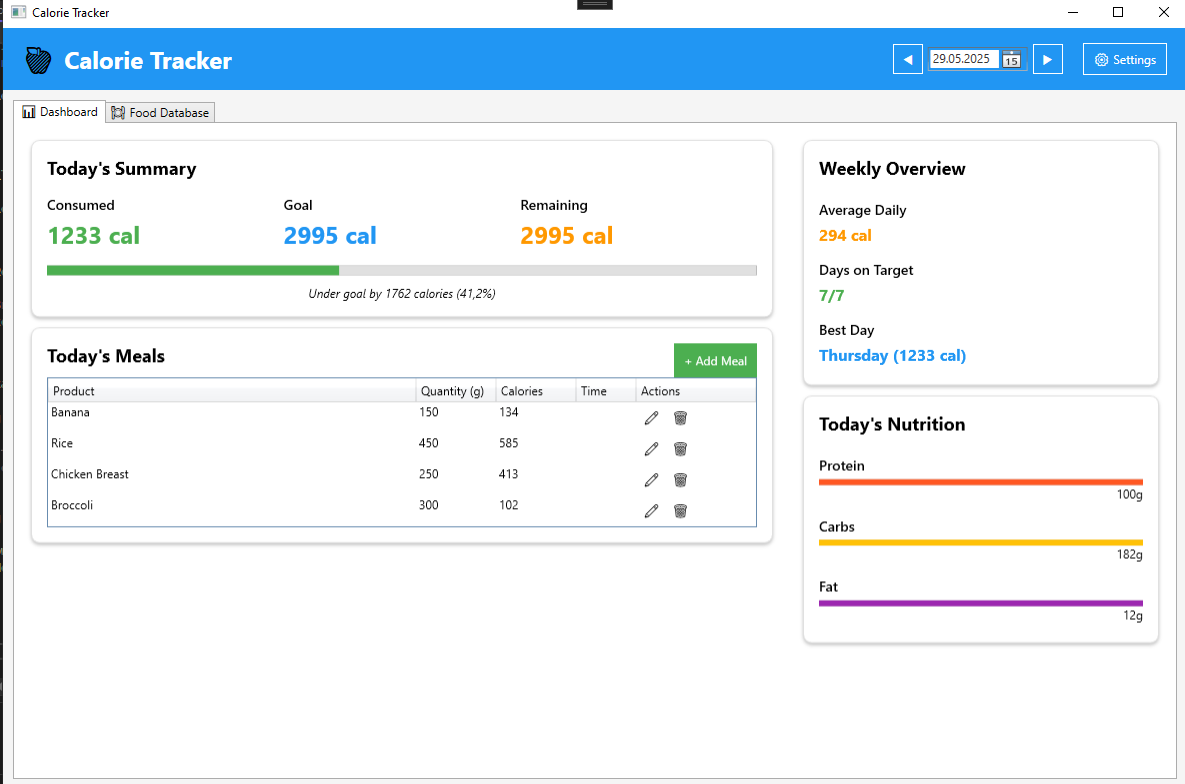 Calorie Tracker
Calorie Tracker
29.05.2025
15
Settings
Dashboard
Food Database
Today's Summary
Consumed Goal Remaining
1233 cal 2995 cal 2995 cal
Under goal by 1762 calories (41,2%)
Today's Meals
+ Add Meal
Product Quantity (g) Calories Time Actions
Banana 150 134
Rice 450 585
Chicken Breast 250 413
Broccoli 300 102
Weekly Overview
Average Daily
294 cal
Days on Target
7/7
Best Day
Thursday (1233 cal)
Today's Nutrition
Protein
100g
Carbs
182g
Fat
12g